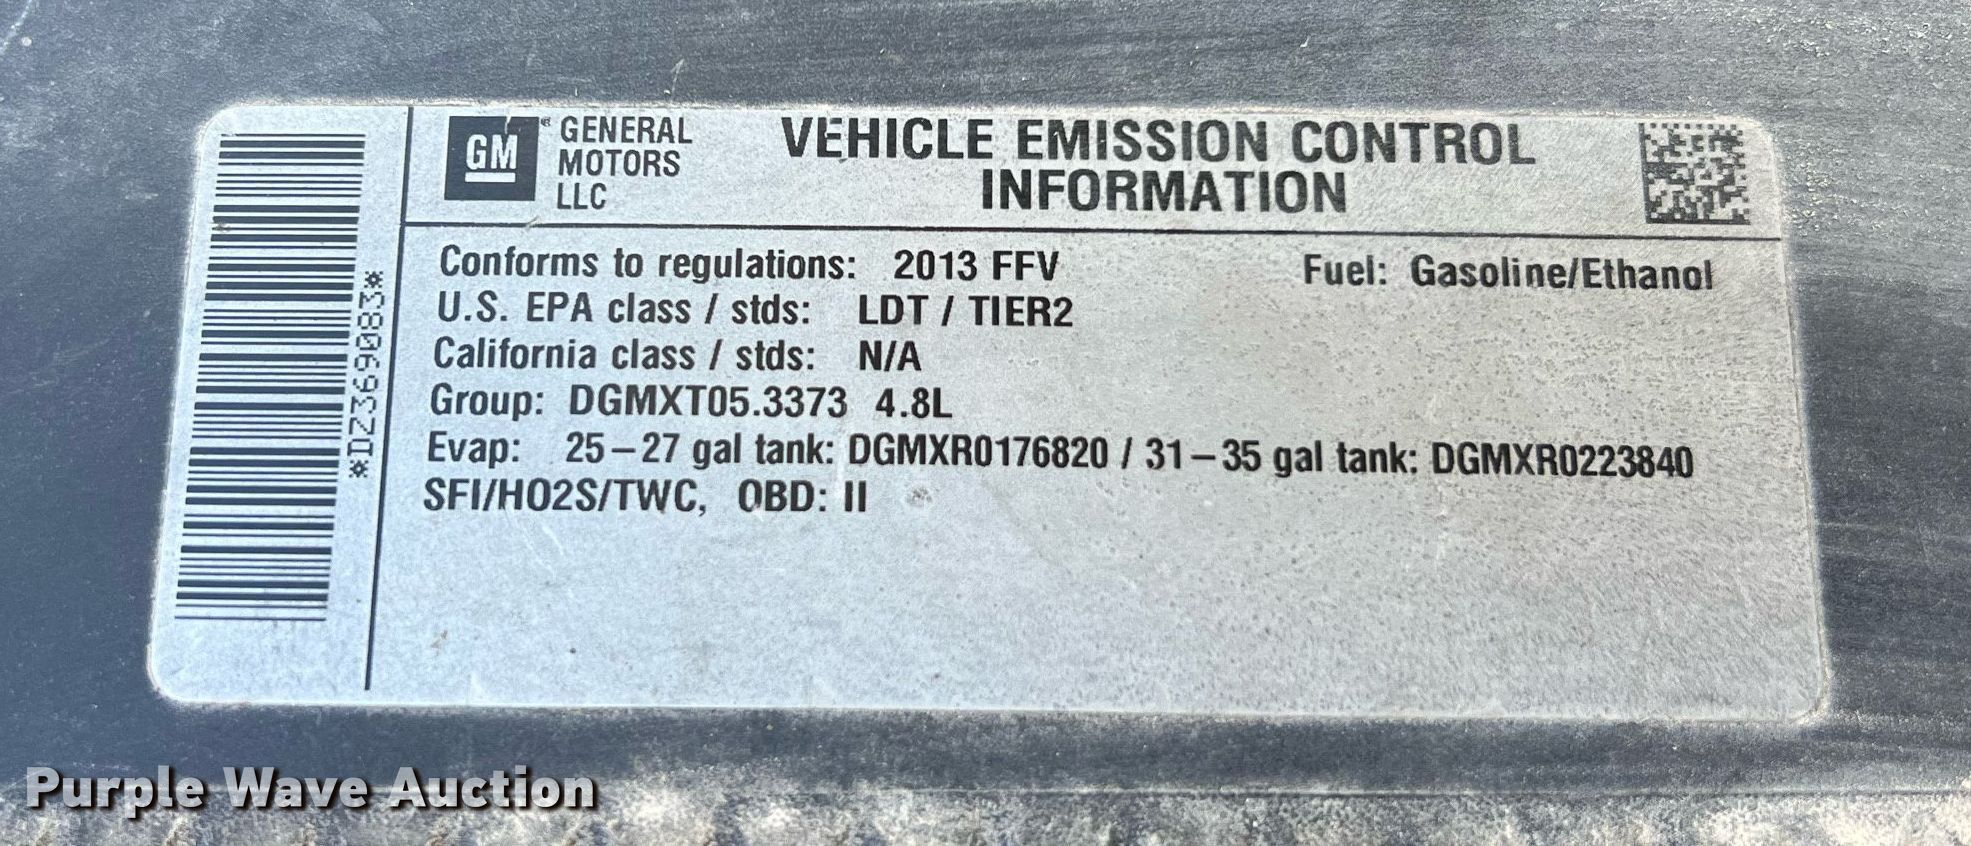 GM® GENERAL MOTORS LLC
VEHICLE EMISSION CONTROL
INFORMATION
Conforms to regulations: 2013 FFV Fuel: Gasoline/Ethanol
U.S. EPA class / stds: LDT / TIER2
California class / stds: N/A
Group: DGMXT05.3373 4.8L
Evap: 25–27 gal tank: DGMXR0176820 / 31–35 gal tank: DGMXR0223840
SFI/HO2S/TWC, OBD: II
*DZ3690083*
Purple Wave Auction